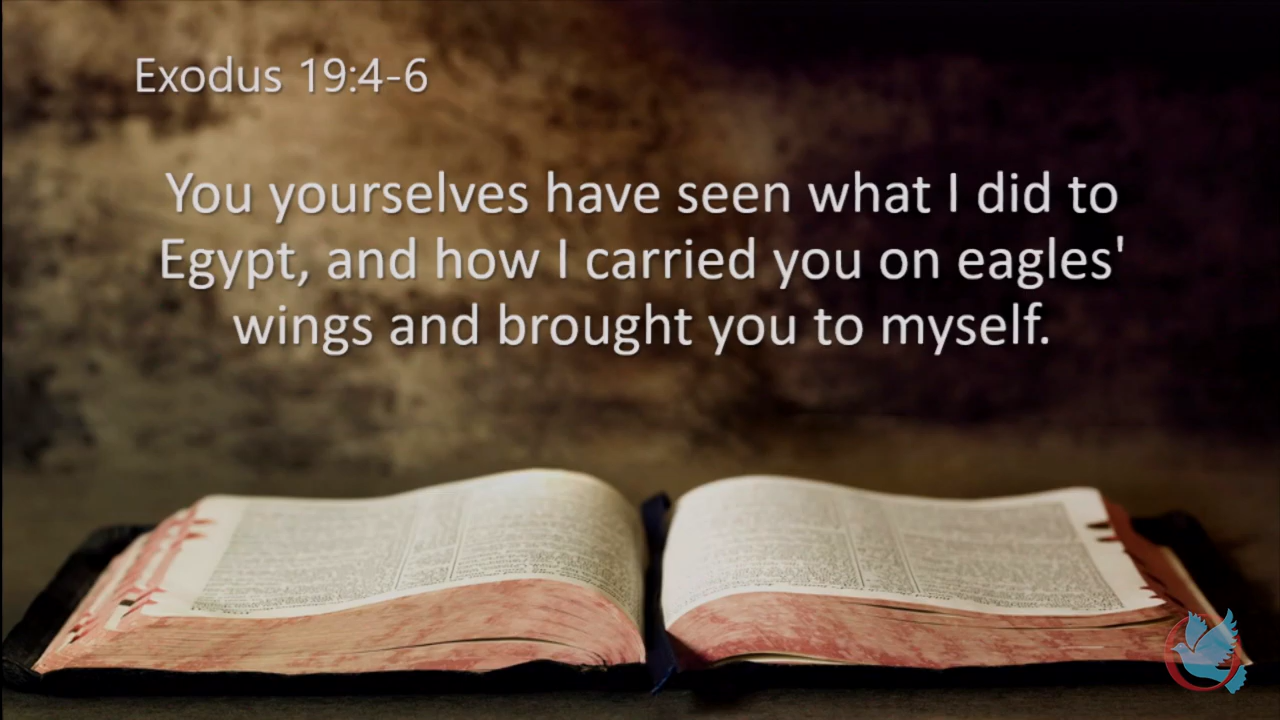 Exodus 19:4-6
You yourselves have seen what I did to
Egypt, and how I carried you on eagles'
wings and brought you to myself.